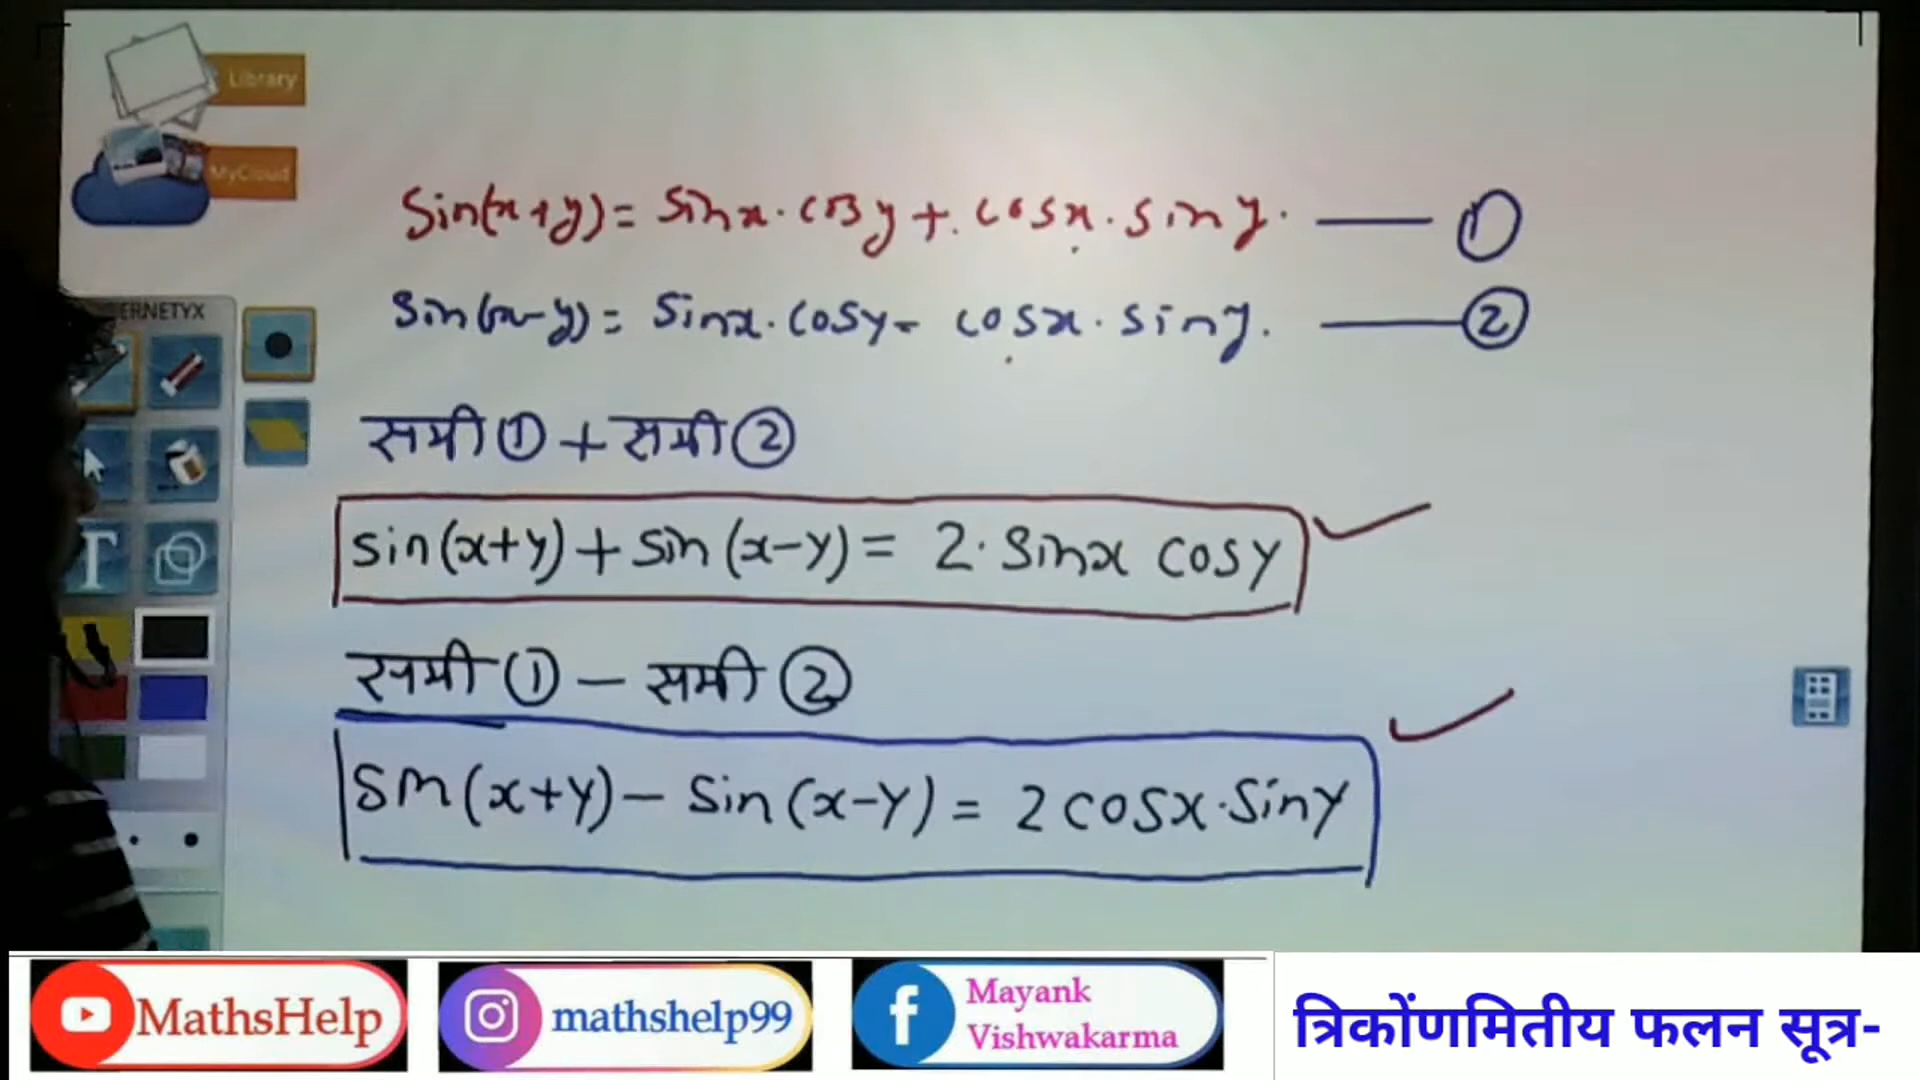 Library
MyCloud
sin(x+y)= sinx·cosy+cosx·siny. —— ①
sin(x-y)= sinx·cosy- cosx·siny. —— ②
ERNETYX
समी ① + समी ②
sin(x+y)+sin(x-y)= 2·sinx cosy
समी ① — समी ②
sin(x+y)- sin(x-y)= 2cosx·siny
T
MathsHelp
mathshelp99
Mayank
Vishwakarma
त्रिकोंणमितीय फलन सूत्र-